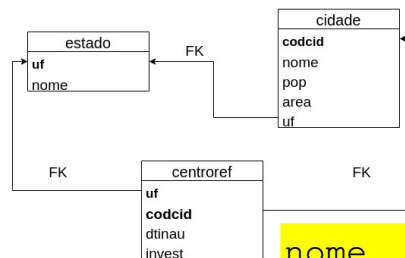 estado
uf
nome
FK
cidade
codcid
nome
pop
area
uf
FK
centroref
uf
codcid
dtinau
invest
FK
nome